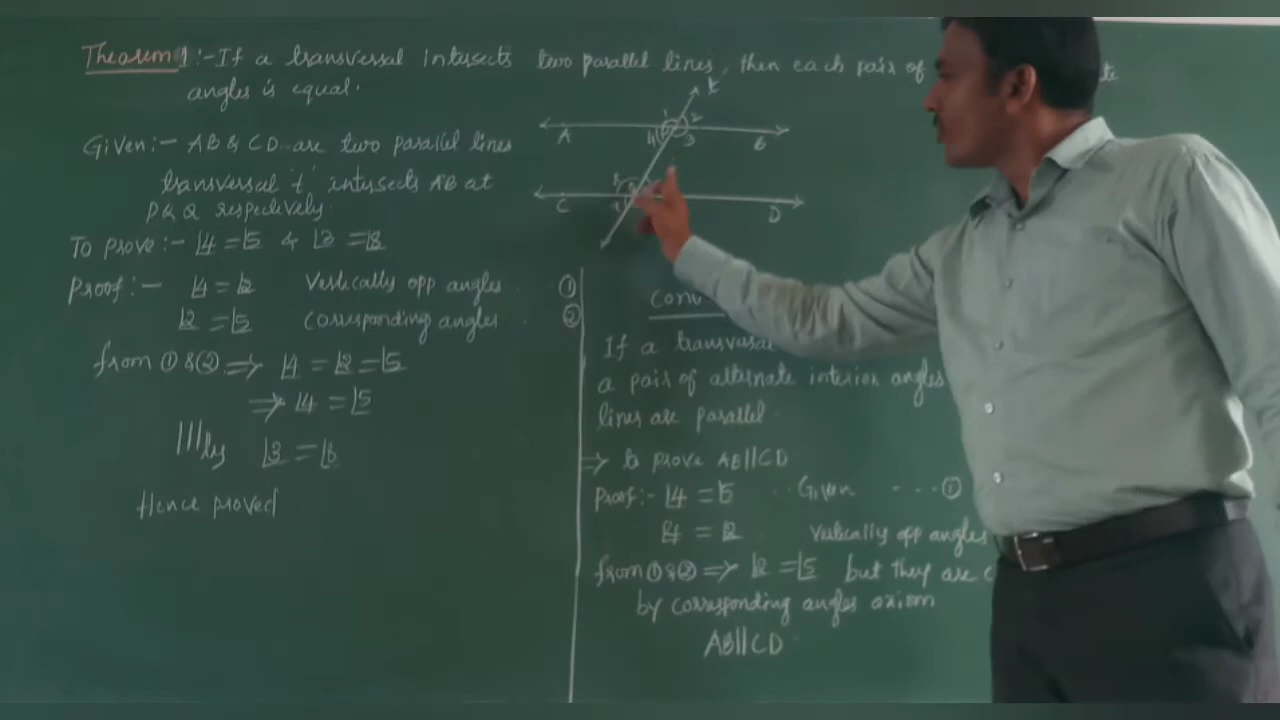 Theorem 1:- If a transversal intersects two parallel lines, then each pair of
angles is equal.
Given:- AB & CD are two parallel lines
transversal 't' intersects AB at
P & Q respectively.
To prove:- ∠4 = ∠5 & ∠3 = ∠8
Proof:- ∠4 = ∠2 Vertically opp angles . ①
∠2 = ∠5 corresponding angles . ②
from ① & ② ⇒ ∠4 = ∠2 = ∠5
⇒ ∠4 = ∠5
|||ly ∠3 = ∠8
Hence proved
1 2
4 3
A B
C D
If a transversal
a pair of alternate interior angles
lines are parallel.
⇒ to prove AB||CD
Proof:- ∠4 = ∠5 .. Given ---- ①
∠4 = ∠2 vertically opp angles
from ① & ② ⇒ ∠2 = ∠5 but they are
by corresponding angles axiom
AB||CD